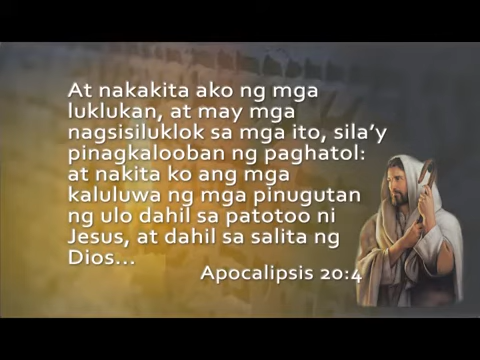 At nakakita ako ng mga
luklukan, at may mga
nagsisiluklok sa mga ito, sila'y
pinagkalooban ng paghatol:
at nakita ko ang mga
kaluluwa ng mga pinugutan
ng ulo dahil sa patotoo ni
Jesus, at dahil sa salita ng
Dios...
Apocalipsis 20:4